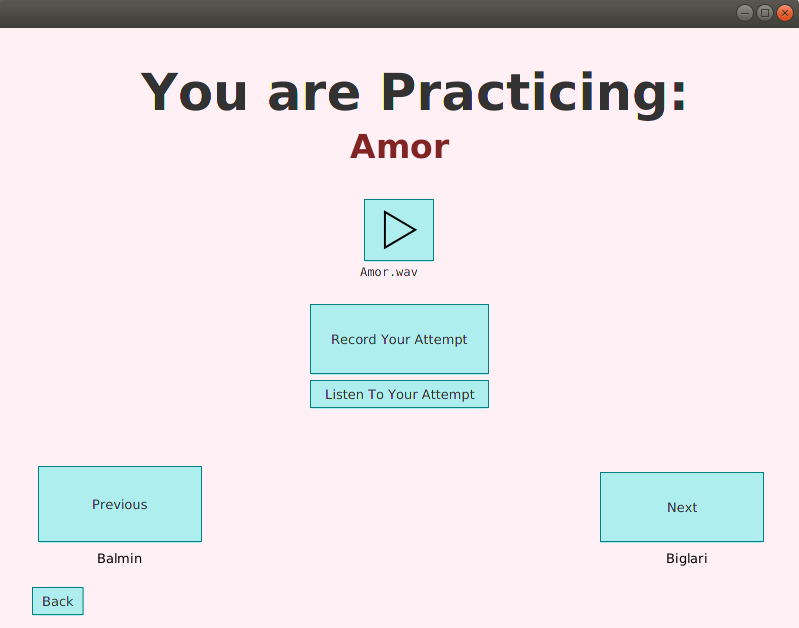 You are Practicing:
Amor
Amor.wav
Record Your Attempt
Listen To Your Attempt
Previous
Next
Balmin
Biglari
Back